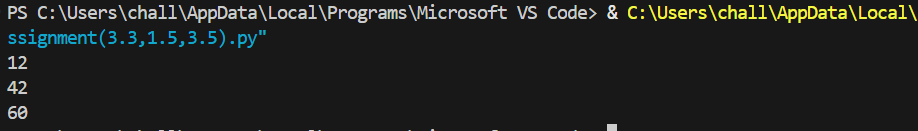 PS C:\Users\chall\AppData\Local\Programs\Microsoft VS Code> & C:\Users\chall\AppData\Local\
ssignment(3.3,1.5,3.5).py"
12
42
60